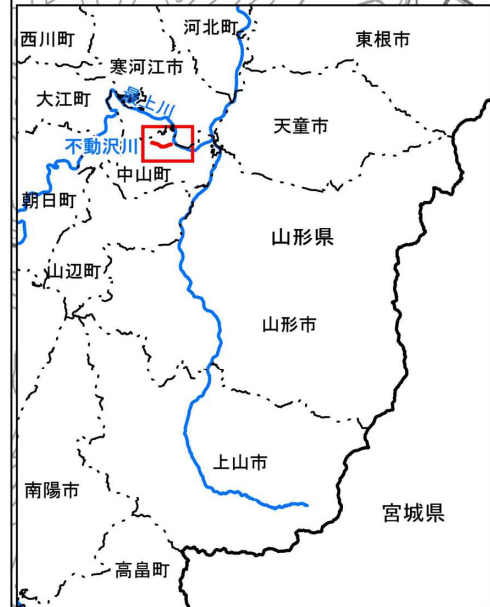 河北町
西川町
東根市
寒河江市
大江町
最上川
天童市
不動沢川
中山町
朝日町
山形県
山辺町
山形市
上山市
南陽市
宮城県
高畠町